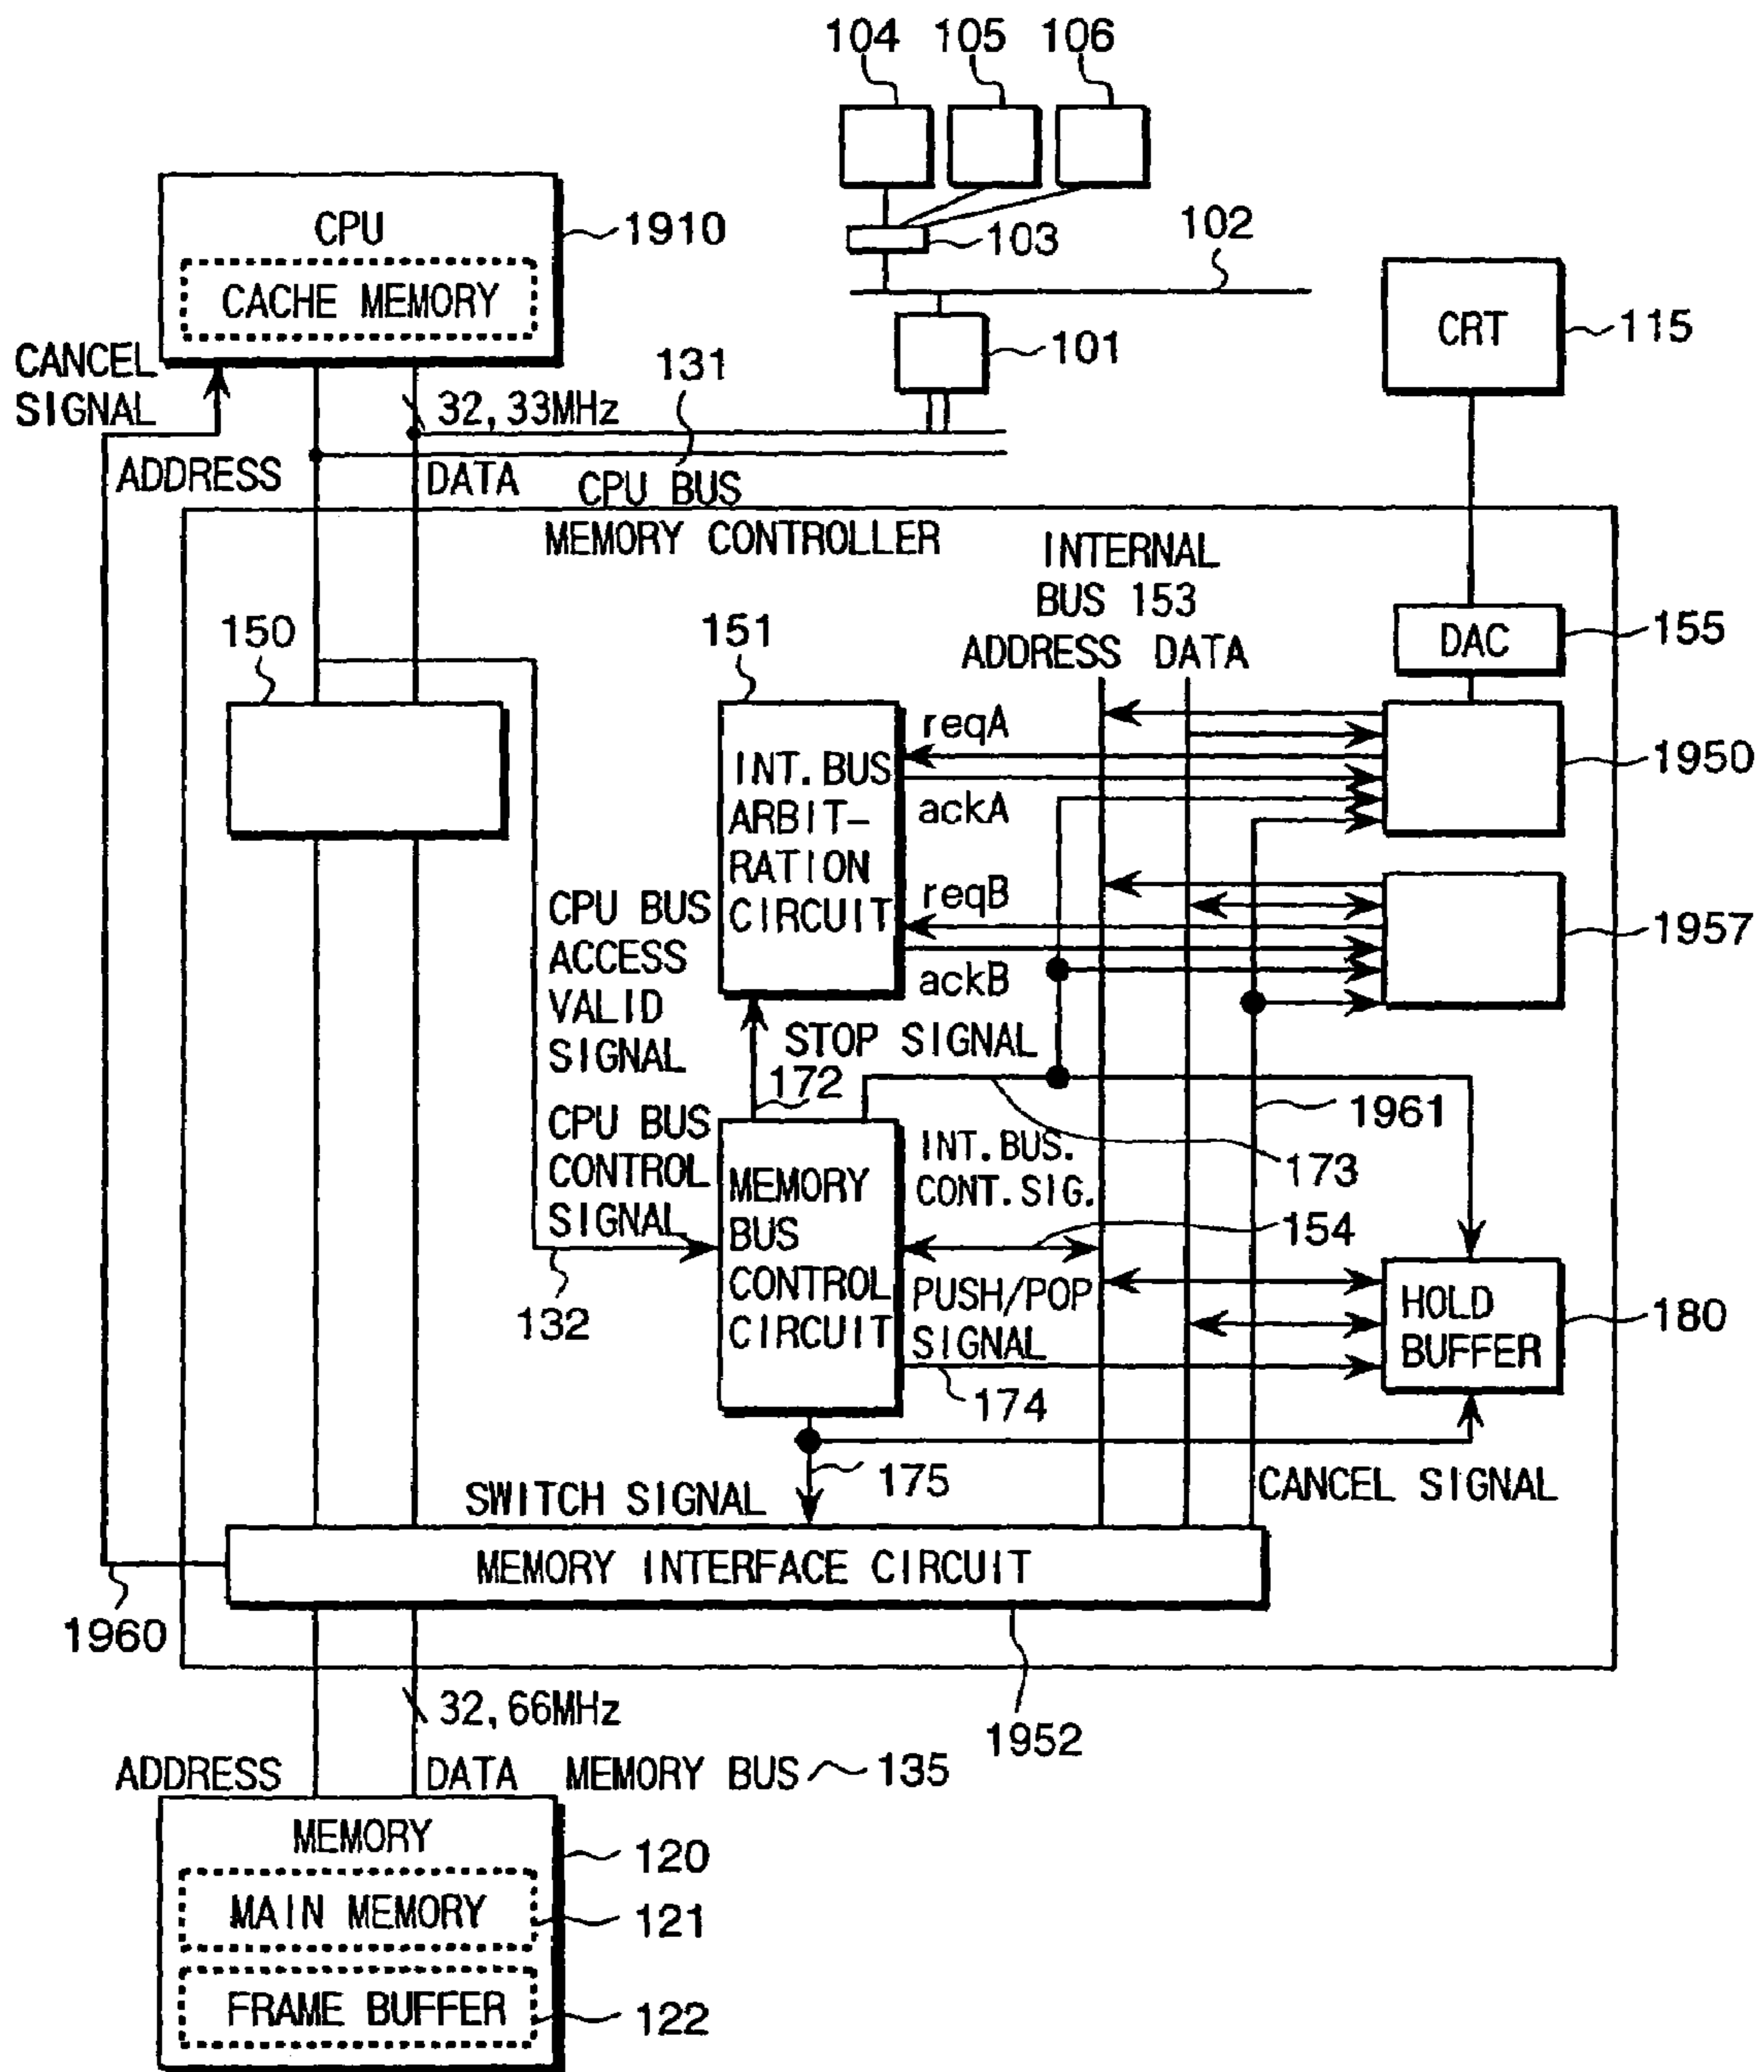 104 105 106
CPU
1910
CACHE MEMORY
103
102
CRT
115
101
CANCEL
SIGNAL
131
32,33MHz
ADDRESS
DATA
CPU BUS
MEMORY CONTROLLER
INTERNAL
BUS 153
ADDRESS DATA
150
151
DAC
155
reqA
INT.BUS
ARBIT-
RATION
CIRCUIT
ackA
1950
reqB
ackB
1957
CPU BUS
ACCESS
VALID
SIGNAL
STOP SIGNAL
172
1961
CPU BUS
CONTROL
SIGNAL
INT.BUS.
CONT.SIG.
173
MEMORY
BUS
CONTROL
CIRCUIT
154
132
PUSH/POP
SIGNAL
HOLD
BUFFER
180
174
175
SWITCH SIGNAL
CANCEL SIGNAL
MEMORY INTERFACE CIRCUIT
1960
32,66MHz
1952
ADDRESS
DATA
MEMORY BUS
135
MEMORY
120
MAIN MEMORY
121
FRAME BUFFER
122